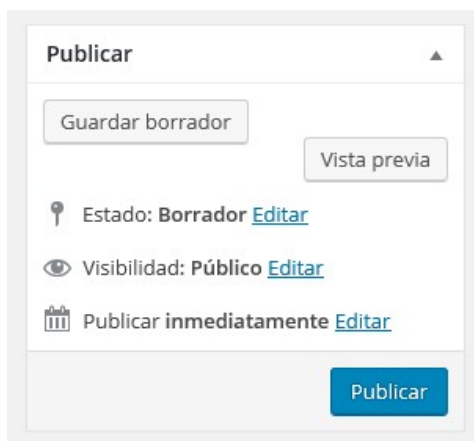 Publicar
Guardar borrador
Vista previa
Estado: Borrador Editar
Visibilidad: Público Editar
Publicar inmediatamente Editar
Publicar